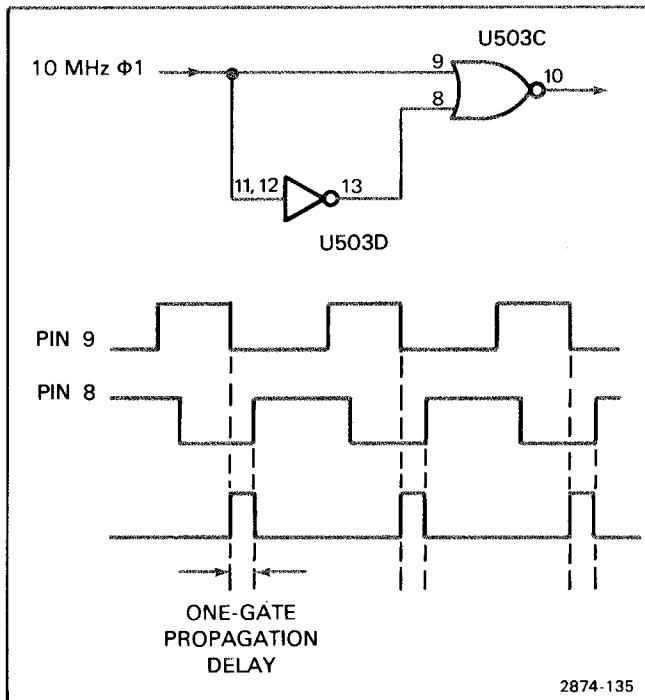 U503C
10 MHz Φ1
9
10
8
11, 12
13
U503D
PIN 9
PIN 8
ONE-GATE
PROPAGATION
DELAY
2874-135